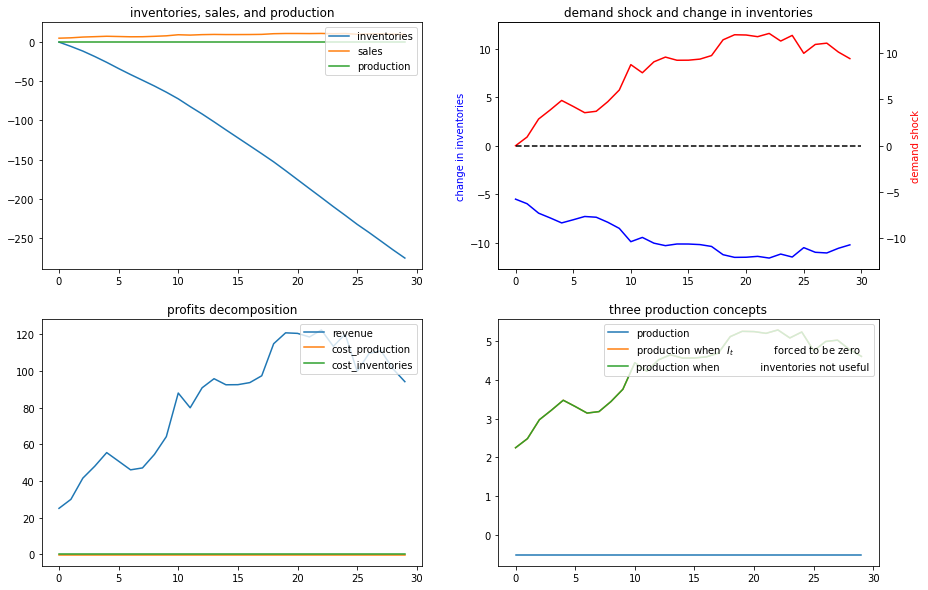 inventories, sales, and production
inventories
sales
production
0
−50
−100
−150
−200
−250
0 5 10 15 20 25 30
demand shock and change in inventories
change in inventories
demand shock
10
5
0
−5
−10
10
5
0
−5
−10
0 5 10 15 20 25 30
profits decomposition
revenue
cost_production
cost_inventories
120
100
80
60
40
20
0
0 5 10 15 20 25 30
three production concepts
production
production when I_t forced to be zero
production when inventories not useful
5
4
3
2
1
0
0 5 10 15 20 25 30